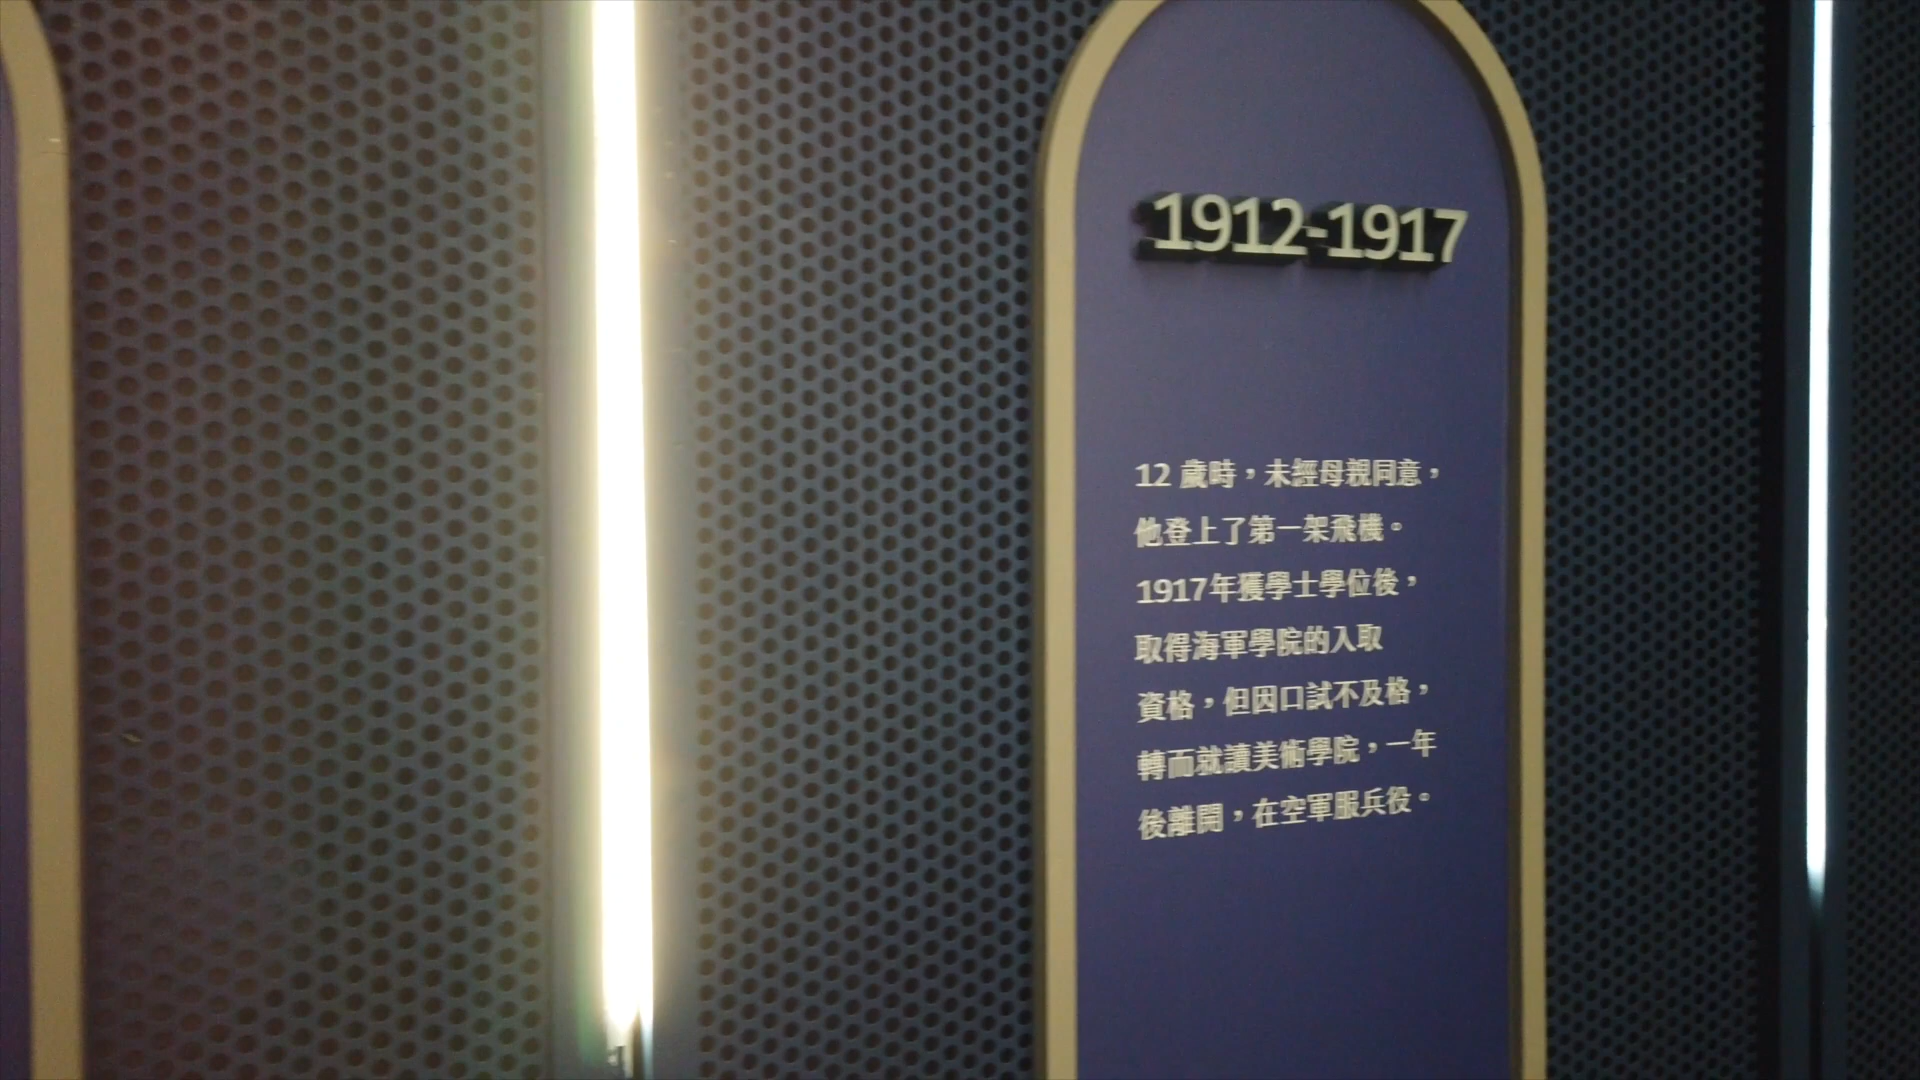 1912-1917
12 歲時，未經母親同意，
他登上了第一架飛機。
1917年獲學士學位後，
取得海軍學院的入取
資格，但因口試不及格，
轉而就讀美術學院，一年
後離開，在空軍服兵役。